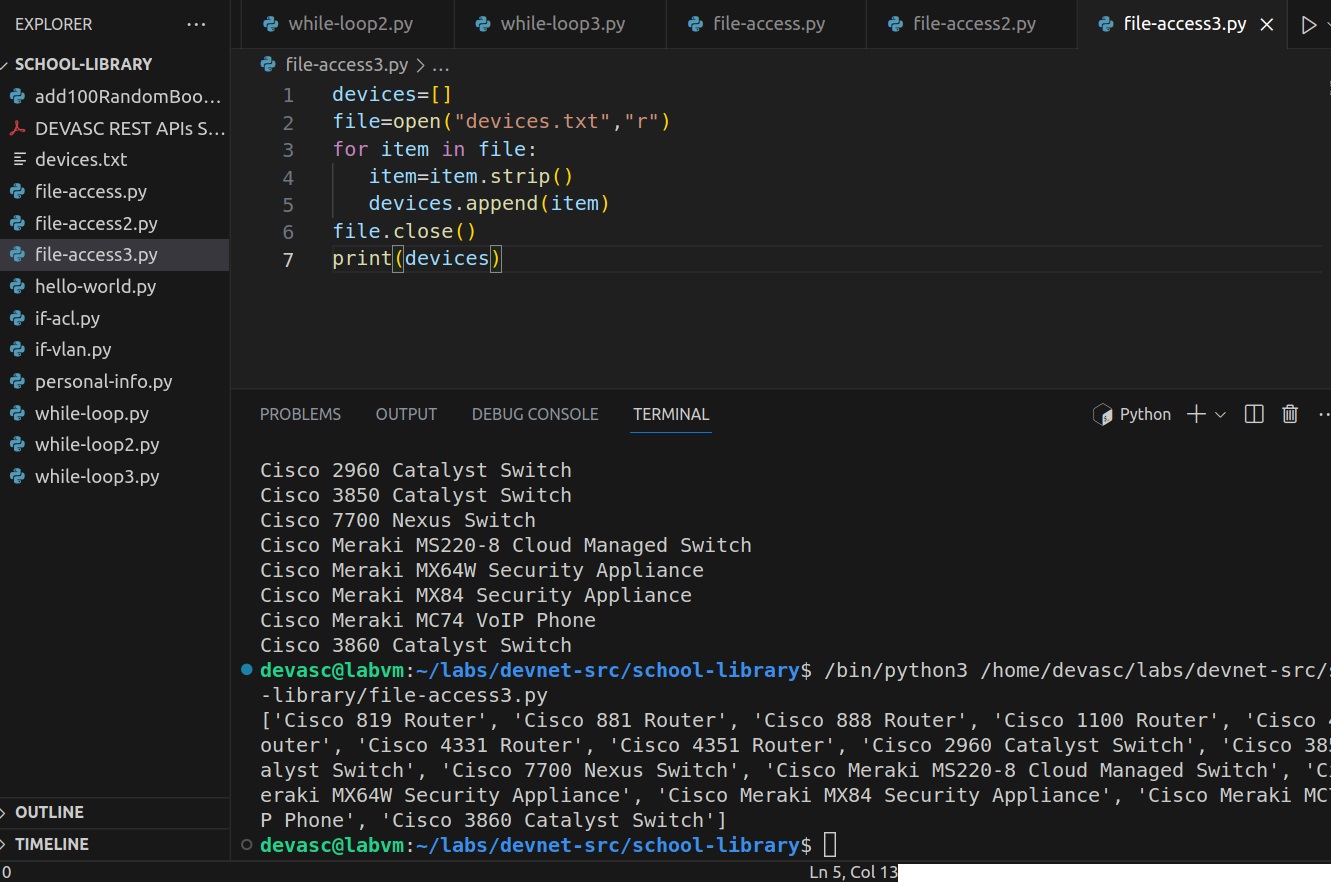 EXPLORER ...
while-loop2.py while-loop3.py file-access.py file-access2.py file-access3.py
SCHOOL-LIBRARY
file-access3.py > ...
add100RandomBoo...
DEVASC REST APIs S...
devices.txt
file-access.py
file-access2.py
file-access3.py
hello-world.py
if-acl.py
if-vlan.py
personal-info.py
while-loop.py
while-loop2.py
while-loop3.py
OUTLINE
TIMELINE
1 devices=[]
2 file=open("devices.txt","r")
3 for item in file:
4 item=item.strip()
5 devices.append(item)
6 file.close()
7 print(devices)
PROBLEMS OUTPUT DEBUG CONSOLE TERMINAL Python
Cisco 2960 Catalyst Switch
Cisco 3850 Catalyst Switch
Cisco 7700 Nexus Switch
Cisco Meraki MS220-8 Cloud Managed Switch
Cisco Meraki MX64W Security Appliance
Cisco Meraki MX84 Security Appliance
Cisco Meraki MC74 VoIP Phone
Cisco 3860 Catalyst Switch
devasc@labvm:~/labs/devnet-src/school-library$ /bin/python3 /home/devasc/labs/devnet-src/
-library/file-access3.py
['Cisco 819 Router', 'Cisco 881 Router', 'Cisco 888 Router', 'Cisco 1100 Router', 'Cisco
outer', 'Cisco 4331 Router', 'Cisco 4351 Router', 'Cisco 2960 Catalyst Switch', 'Cisco 38
alyst Switch', 'Cisco 7700 Nexus Switch', 'Cisco Meraki MS220-8 Cloud Managed Switch', 'C
eraki MX64W Security Appliance', 'Cisco Meraki MX84 Security Appliance', 'Cisco Meraki MC
P Phone', 'Cisco 3860 Catalyst Switch']
devasc@labvm:~/labs/devnet-src/school-library$
0 Ln 5, Col 13